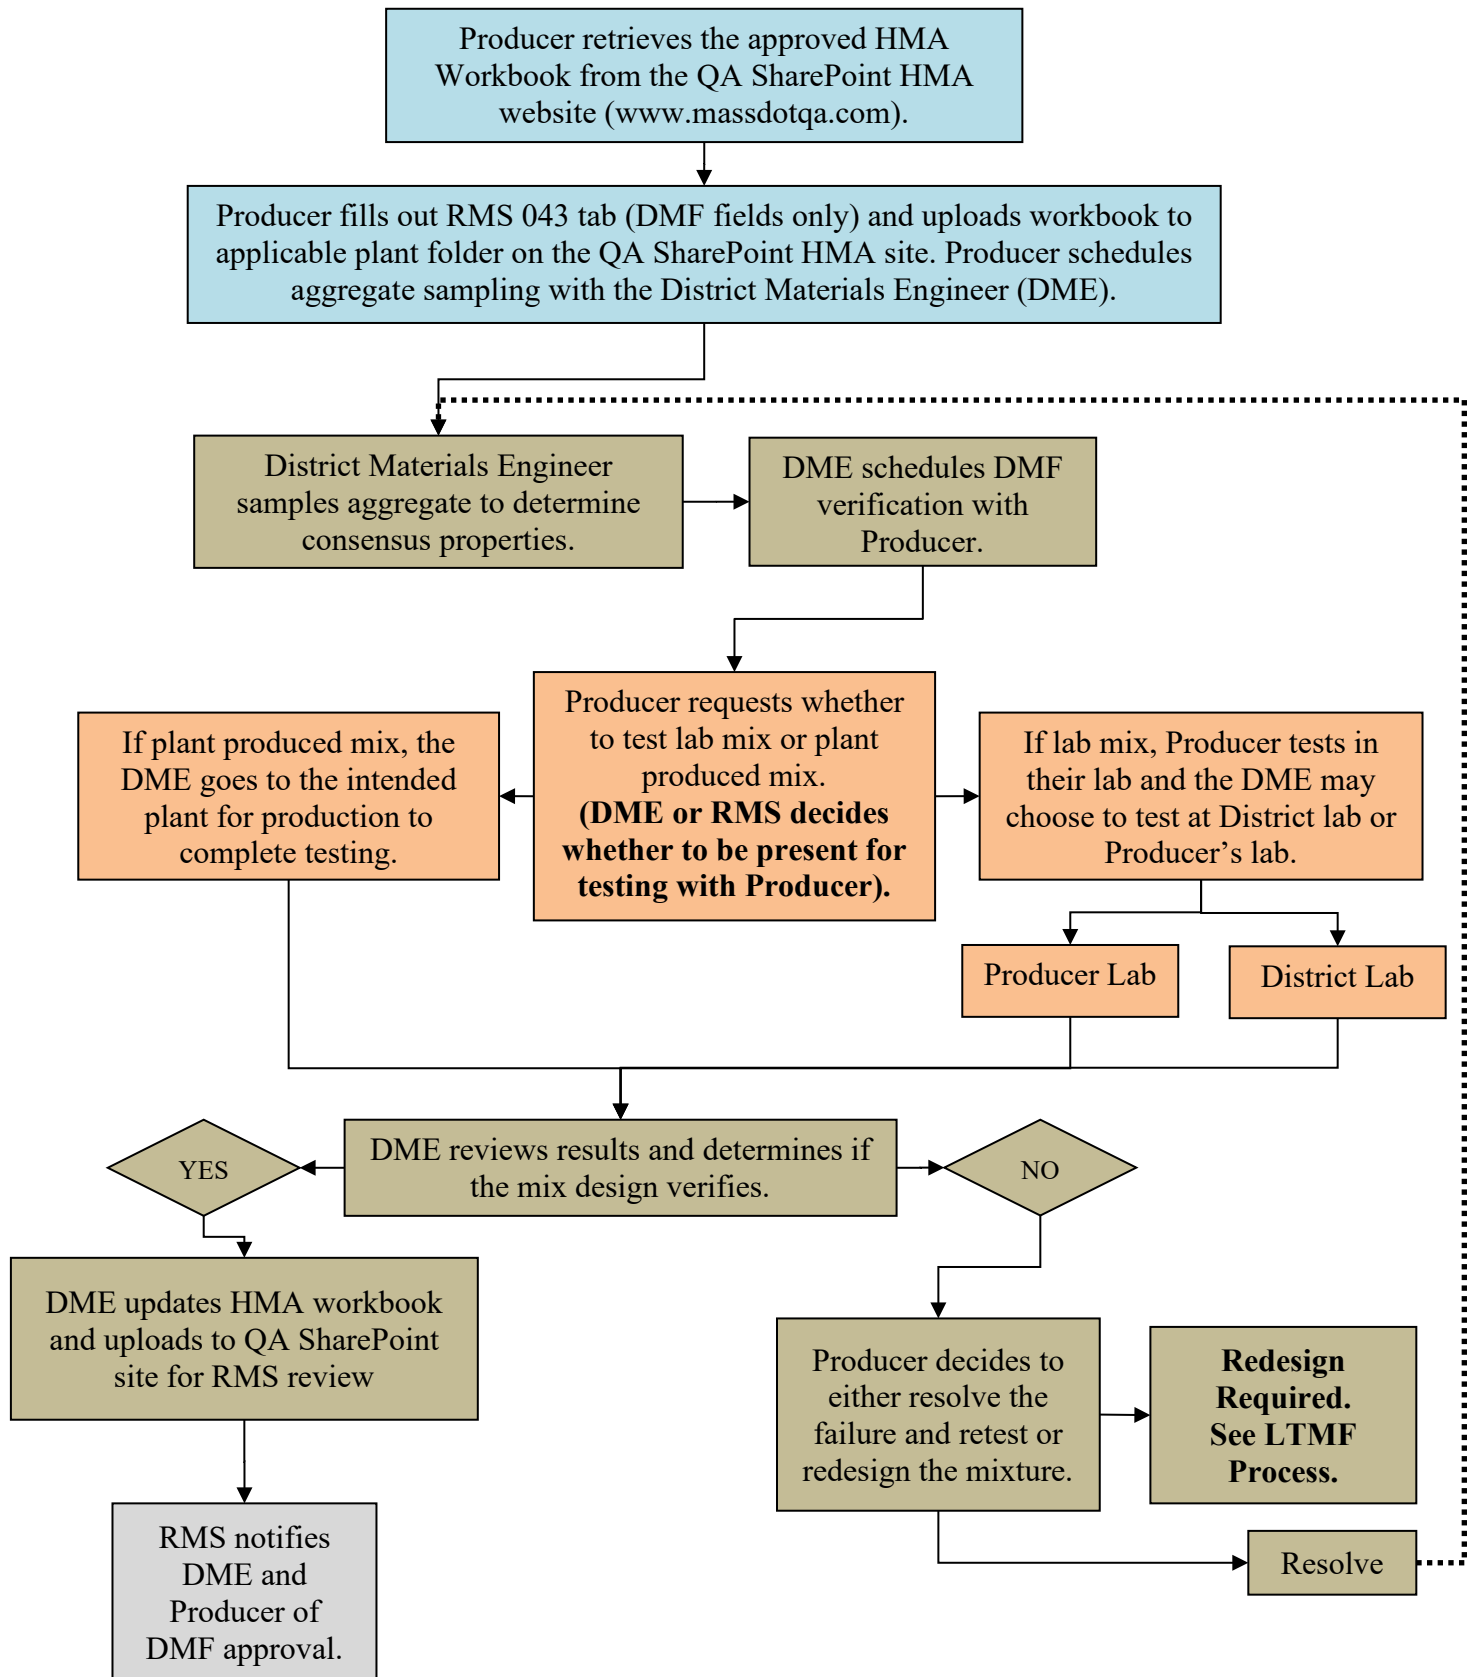 Producer retrieves the approved HMA
Workbook from the QA SharePoint HMA
website (www.massdotqa.com).
Producer fills out RMS 043 tab (DMF fields only) and uploads workbook to
applicable plant folder on the QA SharePoint HMA site. Producer schedules
aggregate sampling with the District Materials Engineer (DME).
District Materials Engineer
samples aggregate to determine
consensus properties.
DME schedules DMF
verification with
Producer.
If plant produced mix, the
DME goes to the intended
plant for production to
complete testing.
Producer requests whether
to test lab mix or plant
produced mix.
(DME or RMS decides
whether to be present for
testing with Producer).
If lab mix, Producer tests in
their lab and the DME may
choose to test at District lab or
Producer’s lab.
Producer Lab
District Lab
YES
DME reviews results and determines if
the mix design verifies.
NO
DME updates HMA workbook
and uploads to QA SharePoint
site for RMS review
Producer decides to
either resolve the
failure and retest or
redesign the mixture.
Redesign
Required.
See LTMF
Process.
Resolve
RMS notifies
DME and
Producer of
DMF approval.